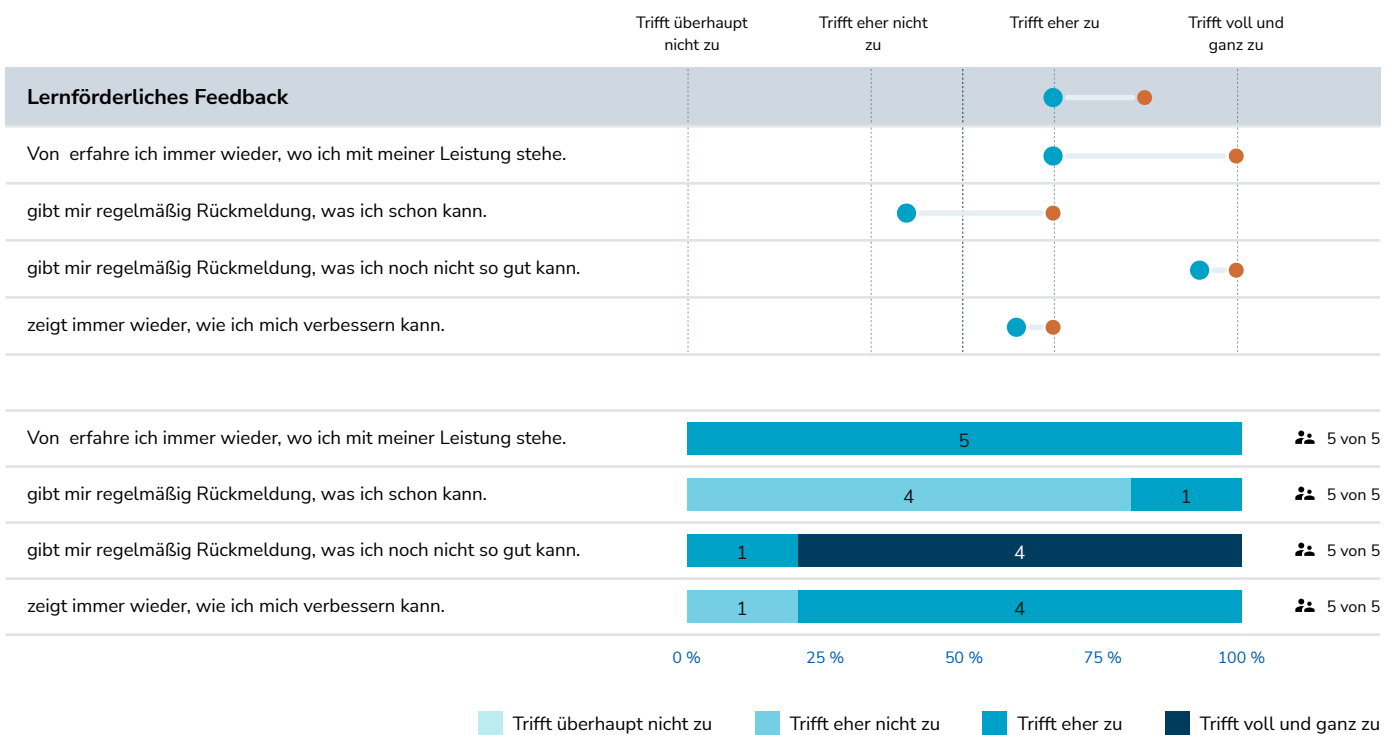 Trifft überhaupt nicht zu
Trifft eher nicht zu
Trifft eher zu
Trifft voll und ganz zu
Lernförderliches Feedback
Von  erfahre ich immer wieder, wo ich mit meiner Leistung stehe.
gibt mir regelmäßig Rückmeldung, was ich schon kann.
gibt mir regelmäßig Rückmeldung, was ich noch nicht so gut kann.
zeigt immer wieder, wie ich mich verbessern kann.
Von  erfahre ich immer wieder, wo ich mit meiner Leistung stehe. 5 5 von 5
gibt mir regelmäßig Rückmeldung, was ich schon kann. 4 1 5 von 5
gibt mir regelmäßig Rückmeldung, was ich noch nicht so gut kann. 1 4 5 von 5
zeigt immer wieder, wie ich mich verbessern kann. 1 4 5 von 5
0 % 25 % 50 % 75 % 100 %
Trifft überhaupt nicht zu Trifft eher nicht zu Trifft eher zu Trifft voll und ganz zu